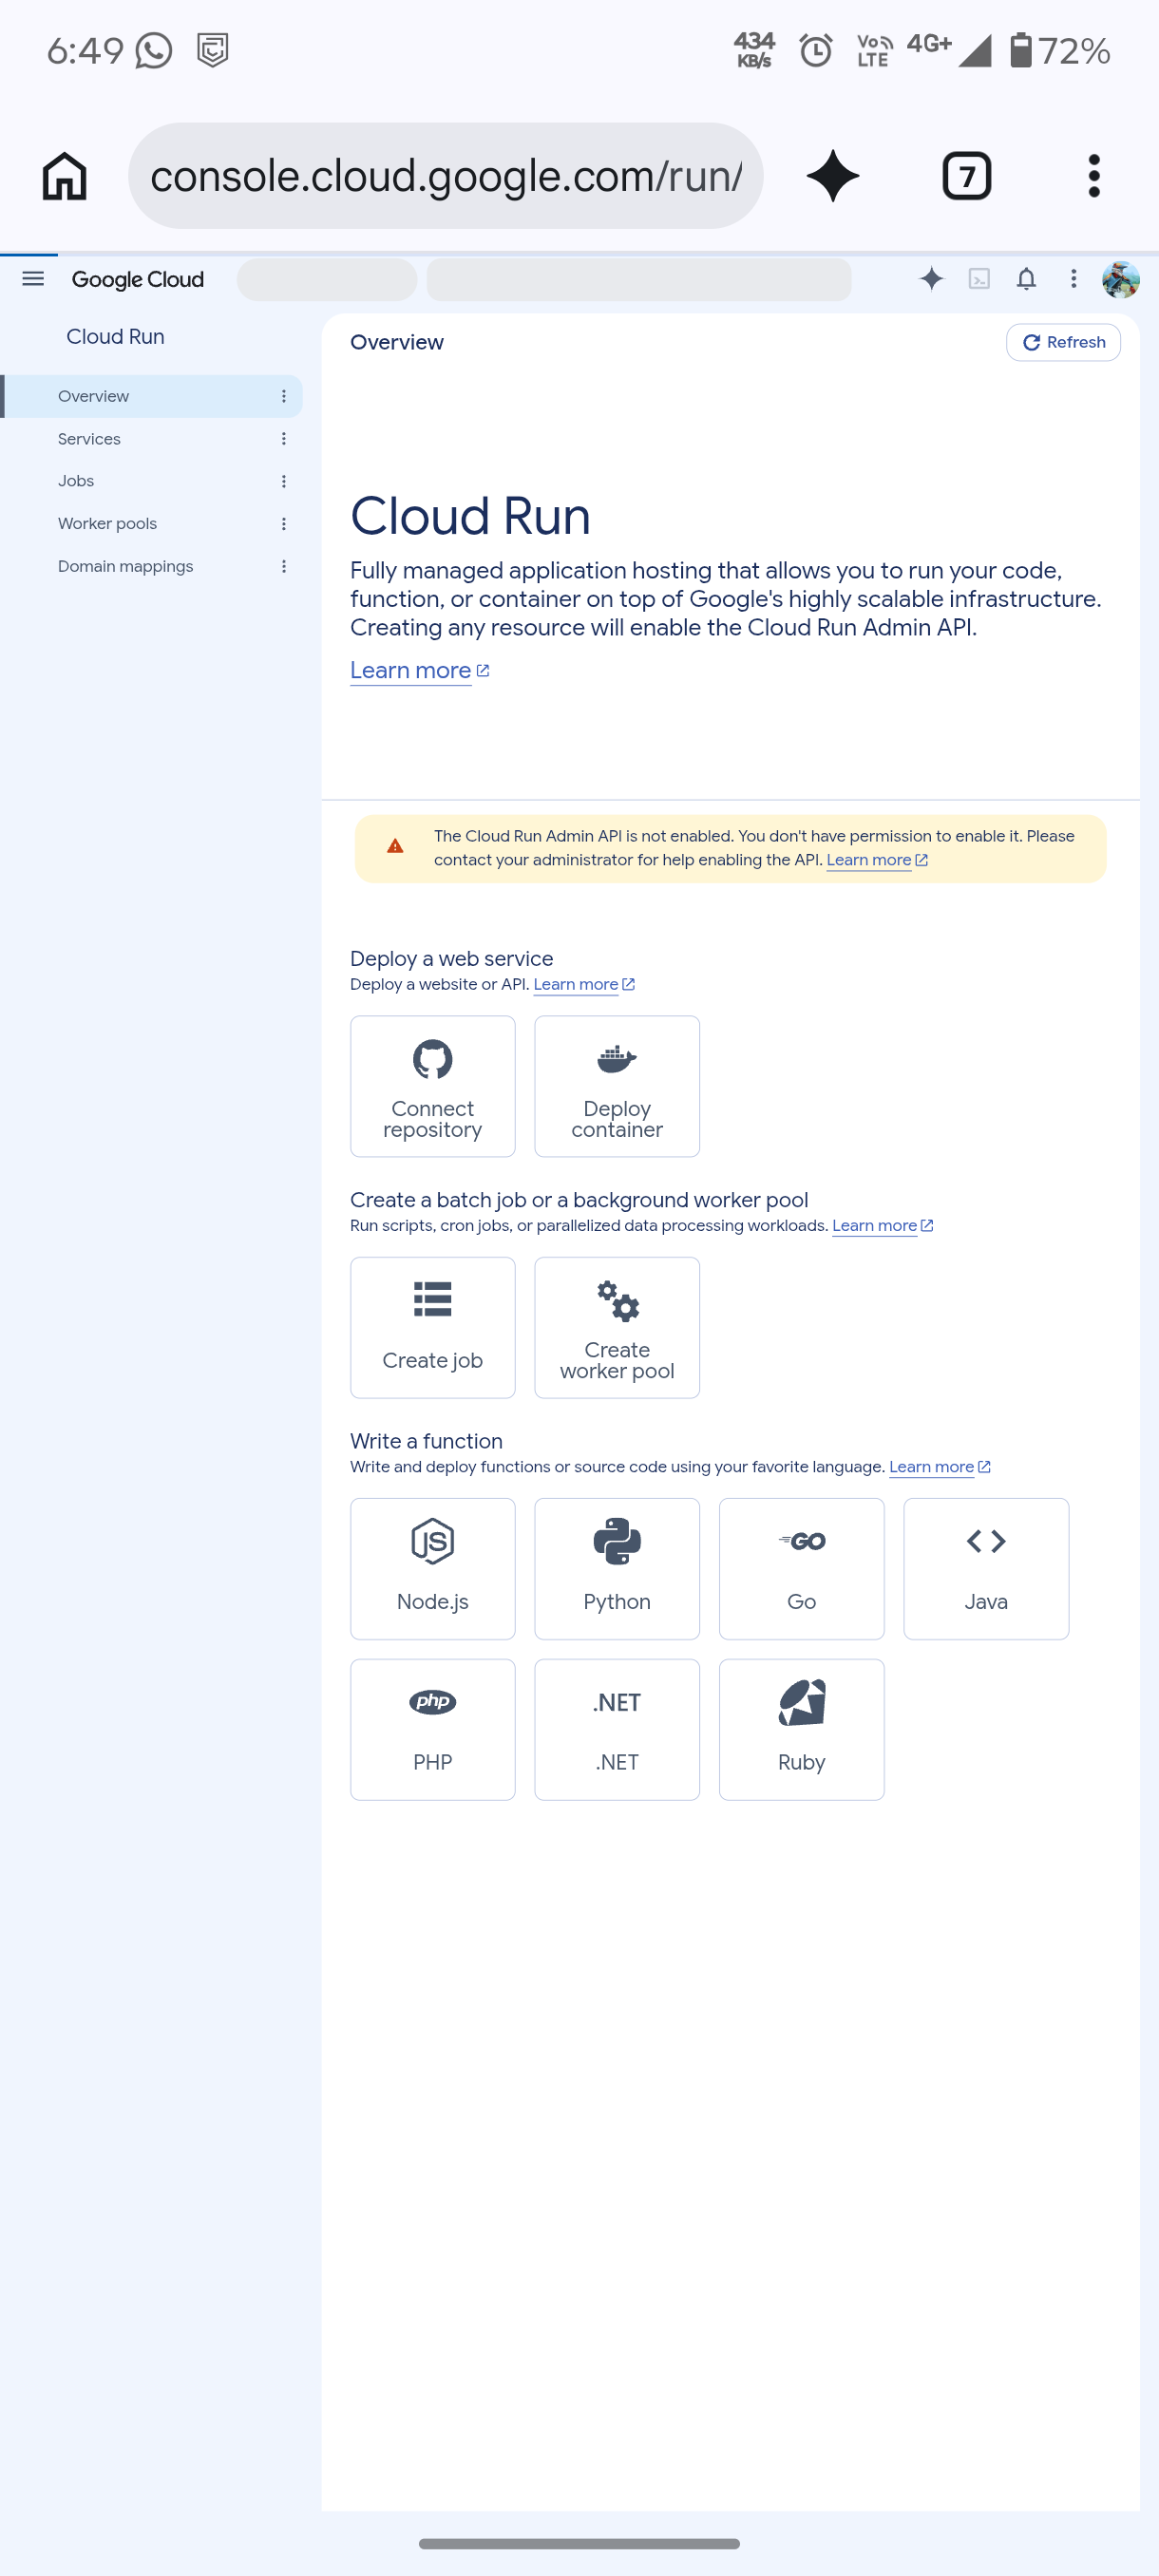 6:49
434
KB/s
Vo
LTE
4G+
72%
console.cloud.google.com/run/
7
Google Cloud
Cloud Run
Overview
Services
Jobs
Worker pools
Domain mappings
Overview
Refresh
Cloud Run
Fully managed application hosting that allows you to run your code,
function, or container on top of Google's highly scalable infrastructure.
Creating any resource will enable the Cloud Run Admin API.
Learn more
The Cloud Run Admin API is not enabled. You don't have permission to enable it. Please
contact your administrator for help enabling the API. Learn more
Deploy a web service
Deploy a website or API. Learn more
Connect
repository
Deploy
container
Create a batch job or a background worker pool
Run scripts, cron jobs, or parallelized data processing workloads. Learn more
Create job
Create
worker pool
Write a function
Write and deploy functions or source code using your favorite language. Learn more
JS
GO
Node.js
Python
Go
Java
php
.NET
PHP
.NET
Ruby